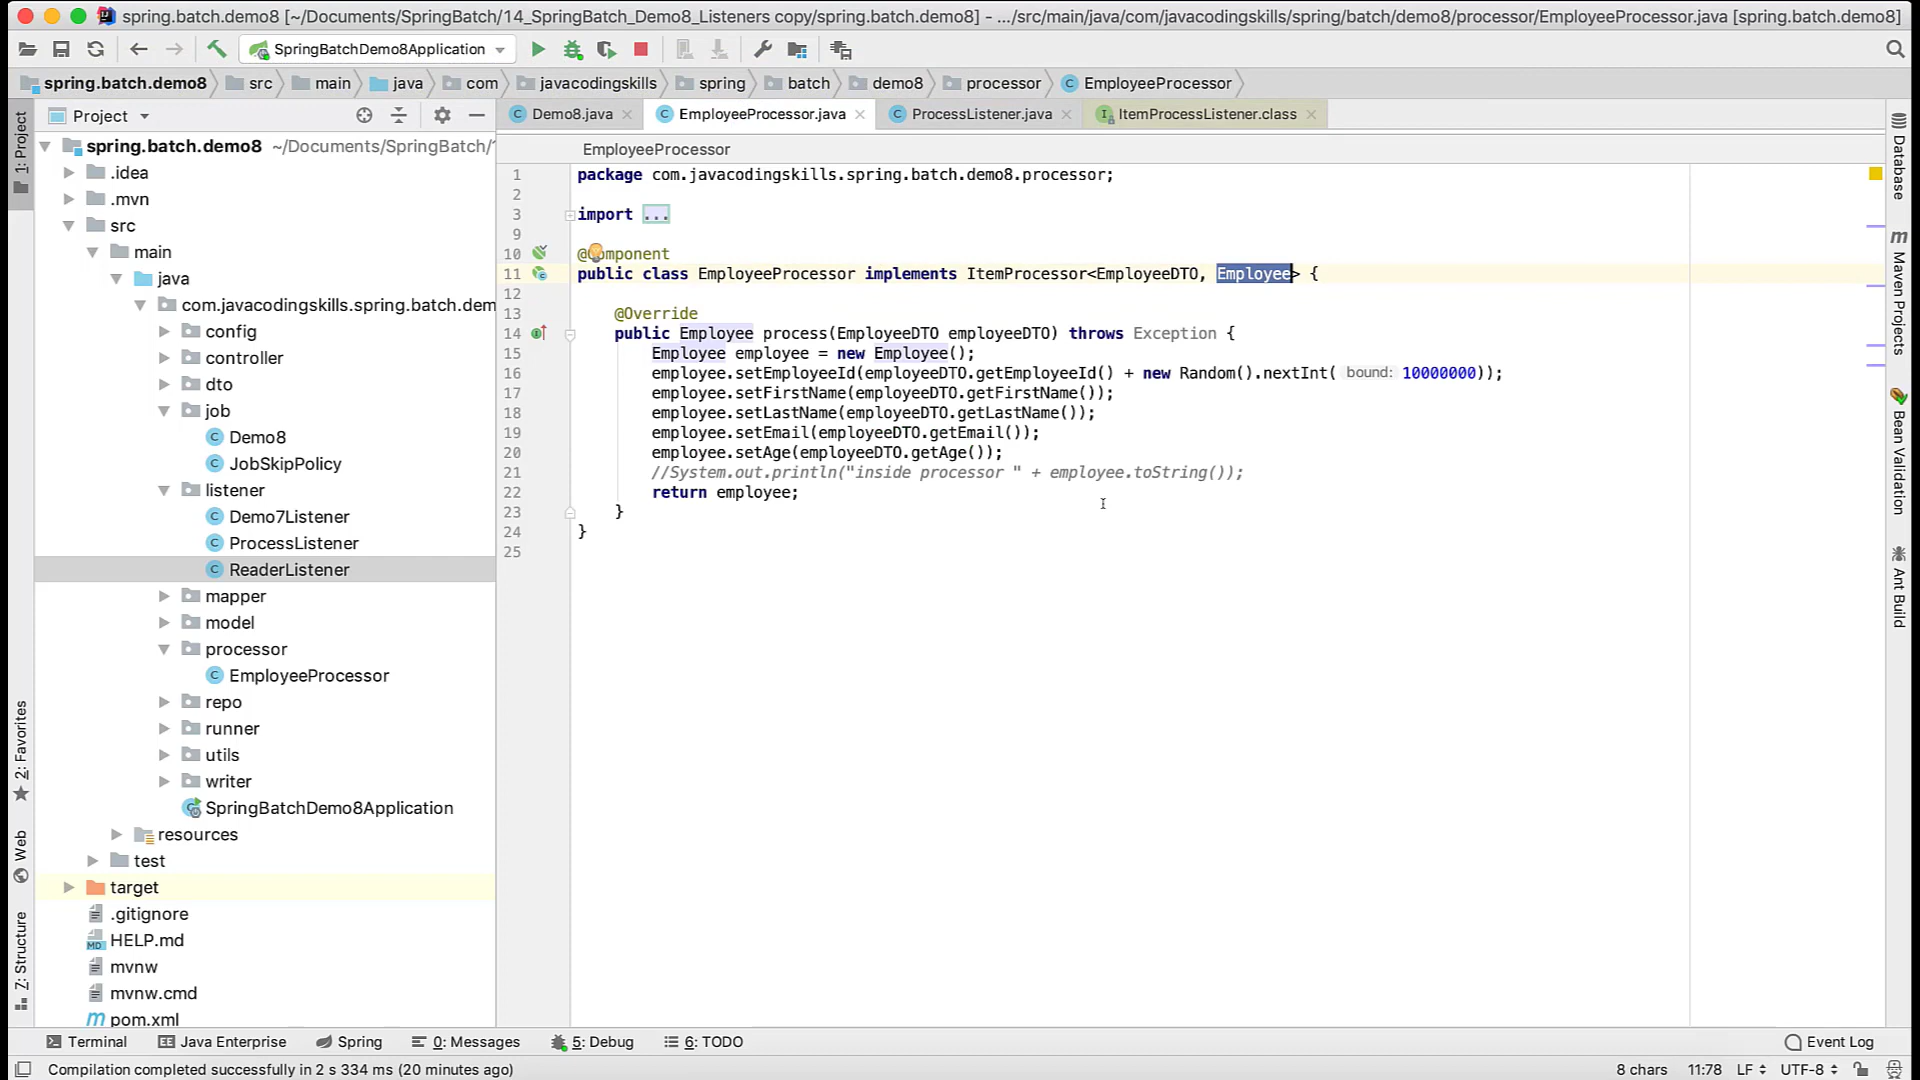 spring.batch.demo8 [~/Documents/SpringBatch/14_SpringBatch_Demo8_Listeners copy/spring.batch.demo8] - .../src/main/java/com/javacodingskills/spring/batch/demo8/processor/EmployeeProcessor.java [spring.batch.demo8]
SpringBatchDemo8Application
spring.batch.demo8 src main java com javacodingskills spring batch demo8 processor EmployeeProcessor
1: Project
2: Favorites
Web
7: Structure
Project
spring.batch.demo8 ~/Documents/SpringBatch/
.idea
.mvn
src
main
java
com.javacodingskills.spring.batch.dem
config
controller
dto
job
Demo8
JobSkipPolicy
listener
Demo7Listener
ProcessListener
ReaderListener
mapper
model
processor
EmployeeProcessor
repo
runner
utils
writer
SpringBatchDemo8Application
resources
test
target
.gitignore
HELP.md
mvnw
mvnw.cmd
pom.xml
Demo8.java EmployeeProcessor.java ProcessListener.java ItemProcessListener.class
EmployeeProcessor
1 package com.javacodingskills.spring.batch.demo8.processor;
2
3 import ...
9
10 @Component
11 public class EmployeeProcessor implements ItemProcessor<EmployeeDTO, Employee> {
12
13 @Override
14 public Employee process(EmployeeDTO employeeDTO) throws Exception {
15 Employee employee = new Employee();
16 employee.setEmployeeId(employeeDTO.getEmployeeId() + new Random().nextInt( bound: 10000000));
17 employee.setFirstName(employeeDTO.getFirstName());
18 employee.setLastName(employeeDTO.getLastName());
19 employee.setEmail(employeeDTO.getEmail());
20 employee.setAge(employeeDTO.getAge());
21 //System.out.println("inside processor " + employee.toString());
22 return employee;
23 }
24 }
25
Database
Maven Projects
Bean Validation
Ant Build
Terminal Java Enterprise Spring 0: Messages 5: Debug 6: TODO Event Log
Compilation completed successfully in 2 s 334 ms (20 minutes ago) 8 chars 11:78 LF UTF-8